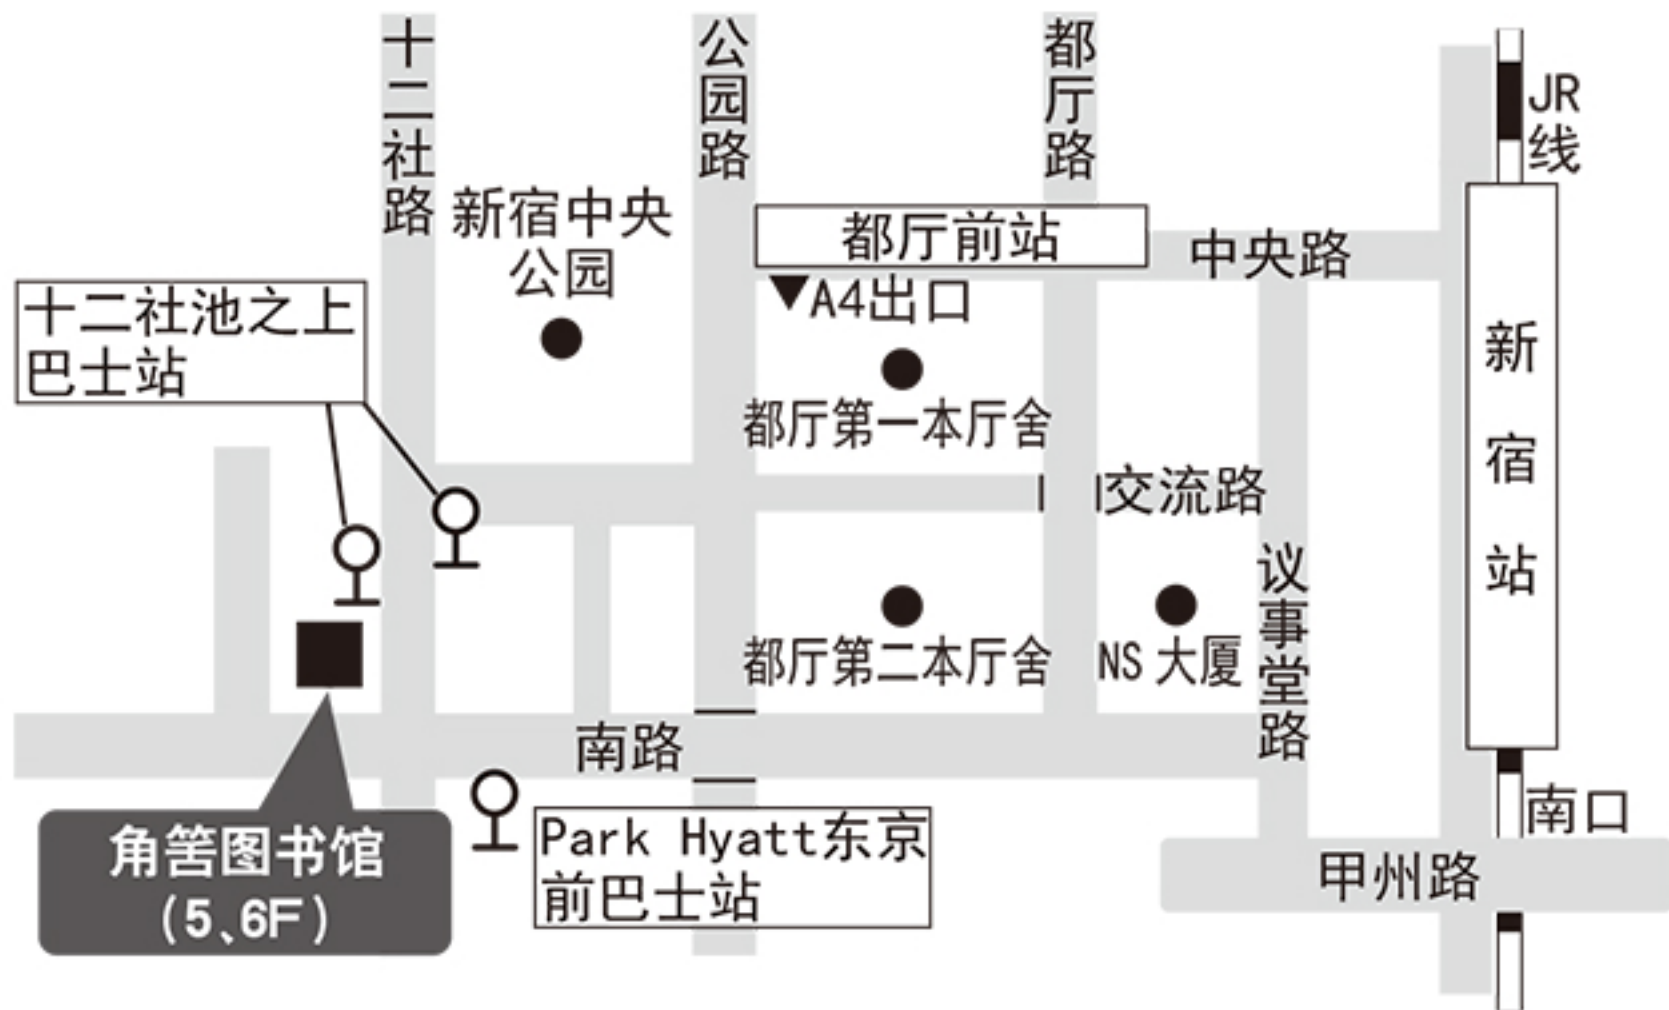 十二社路
公园路
都厅路
JR
线
新宿中央
公园
都厅前站
中央路
A4出口
十二社池之上
巴士站
新宿站
都厅第一本厅舍
交流路
议事堂路
都厅第二本厅舍
NS 大厦
南路
南口
角筈图书馆
(5、6F)
Park Hyatt东京
前巴士站
甲州路